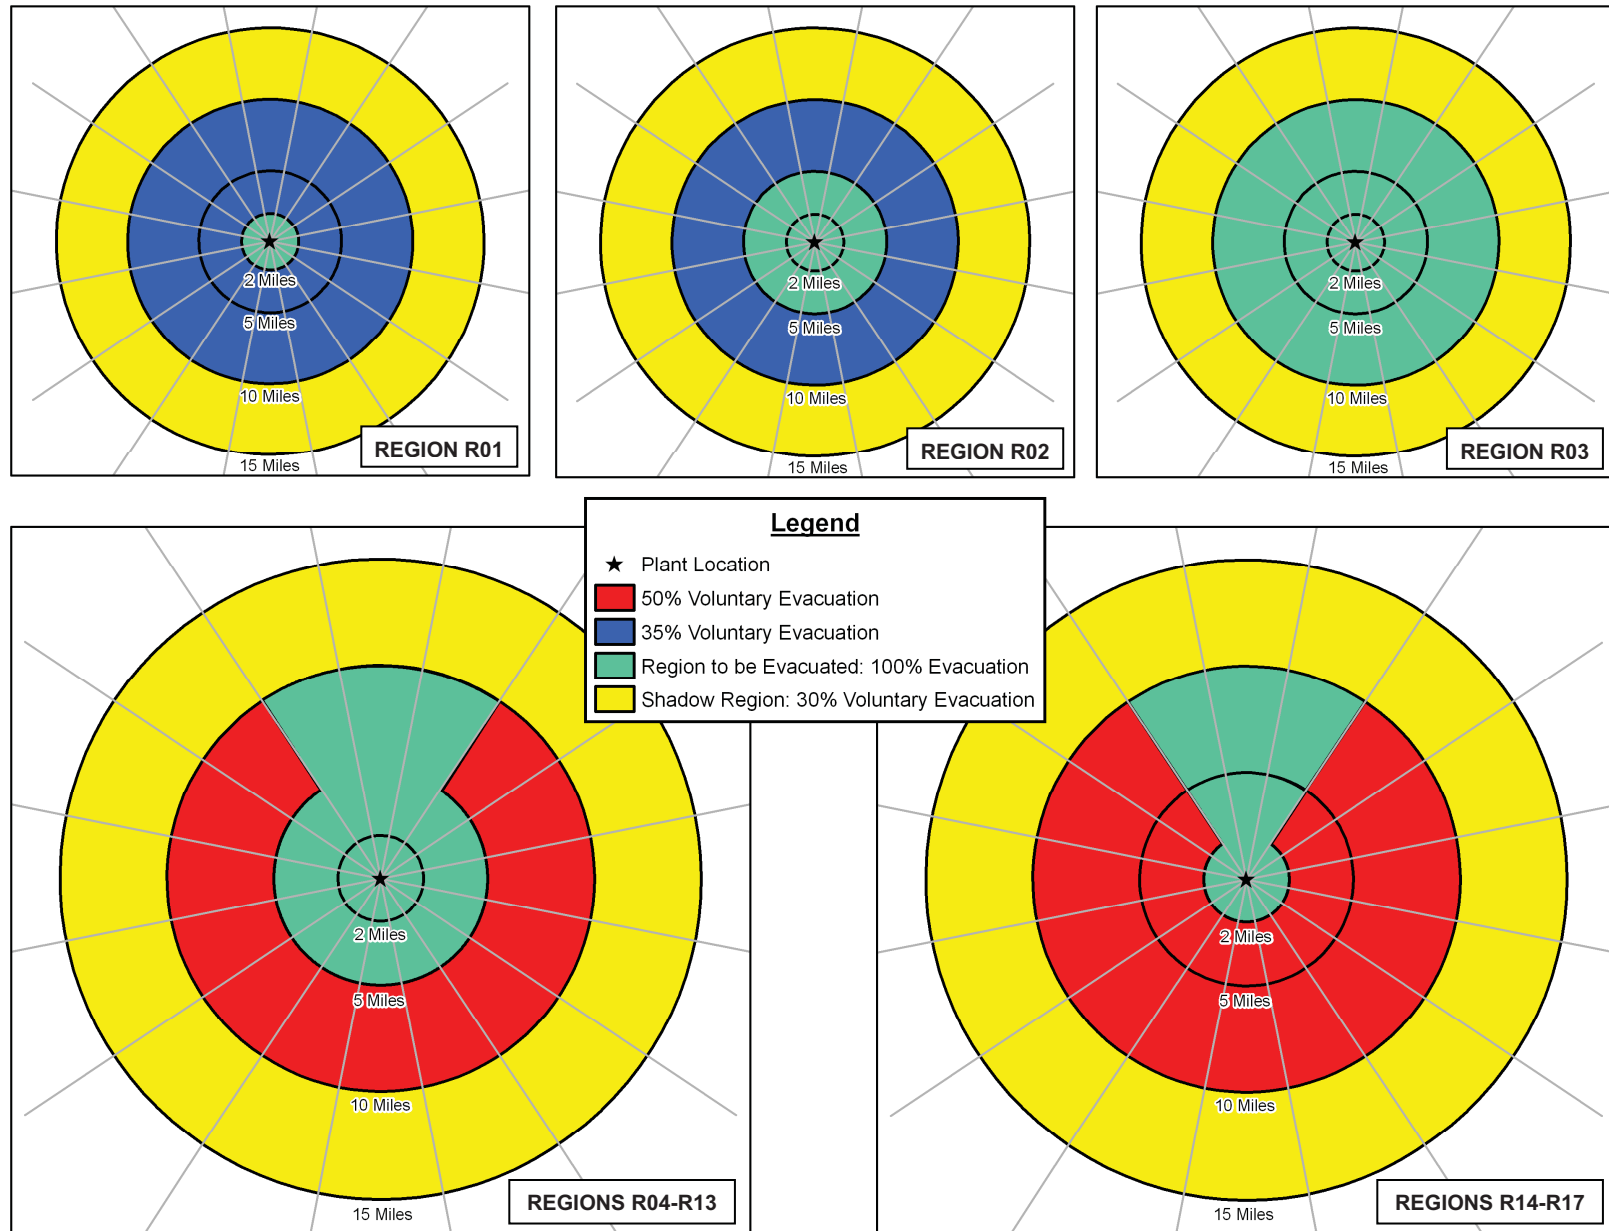 2 Miles
5 Miles
10 Miles
15 Miles
REGION R01
2 Miles
5 Miles
10 Miles
15 Miles
REGION R02
2 Miles
5 Miles
10 Miles
15 Miles
REGION R03
Legend
Plant Location
50% Voluntary Evacuation
35% Voluntary Evacuation
Region to be Evacuated: 100% Evacuation
Shadow Region: 30% Voluntary Evacuation
2 Miles
5 Miles
10 Miles
15 Miles
REGIONS R04-R13
2 Miles
5 Miles
10 Miles
15 Miles
REGIONS R14-R17